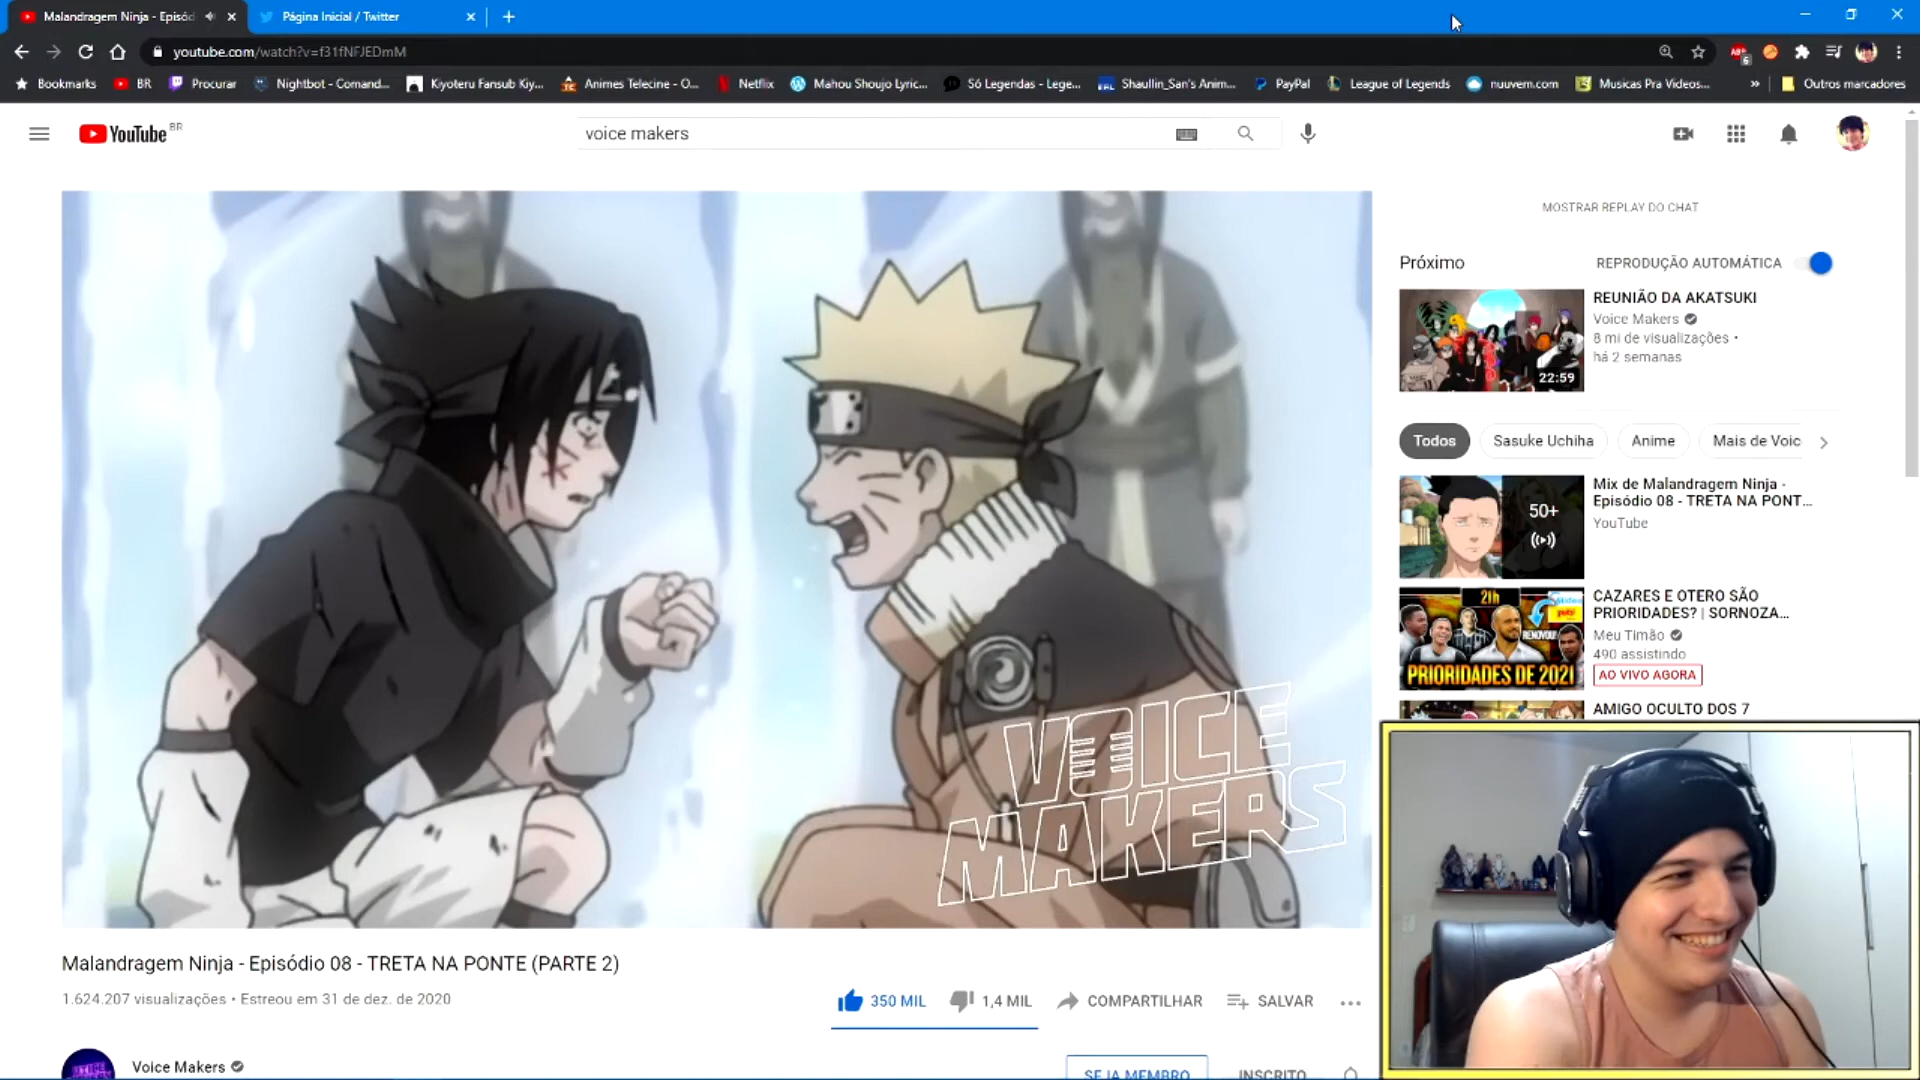 Malandragem Ninja - Episód
Página Inicial / Twitter
youtube.com/watch?v=f31fNFJEDmM
ABP
6
Bookmarks
BR
Procurar
Nightbot - Comand...
Kiyoteru Fansub Kiy...
Animes Telecine - O...
Netflix
Mahou Shoujo Lyric...
Só Legendas - Lege...
Shaullin_San's Anim...
PayPal
League of Legends
nuuvem.com
Musicas Pra Videos...
»
Outros marcadores
YouTube BR
voice makers
MOSTRAR REPLAY DO CHAT
Próximo
REPRODUÇÃO AUTOMÁTICA
REUNIÃO DA AKATSUKI
Voice Makers
8 mi de visualizações •
há 2 semanas
22:59
Todos
Sasuke Uchiha
Anime
Mais de Voic
Mix de Malandragem Ninja -
Episódio 08 - TRETA NA PONT...
YouTube
50+
CAZARES E OTERO SÃO
PRIORIDADES? | SORNOZA...
Meu Timão
490 assistindo
AO VIVO AGORA
21h
RENOVOU
PRIORIDADES DE 2021
AMIGO OCULTO DOS 7
VOICE
MAKERS
Malandragem Ninja - Episódio 08 - TRETA NA PONTE (PARTE 2)
1.624.207 visualizações • Estreou em 31 de dez. de 2020
350 MIL
1,4 MIL
COMPARTILHAR
SALVAR
Voice Makers
SEJA MEMBRO
INSCRITO